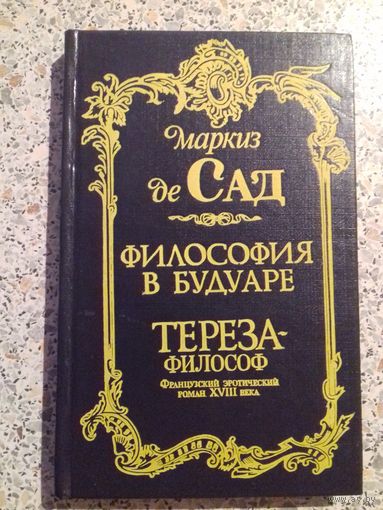 Маркиз
де САД
ФИЛОСОФИЯ
В БУДУАРЕ
ТЕРЕЗА-
ФИЛОСОФ
ФРАНЦУЗСКИЙ ЭРОТИЧЕСКИЙ
РОМАН XVIII ВЕКА